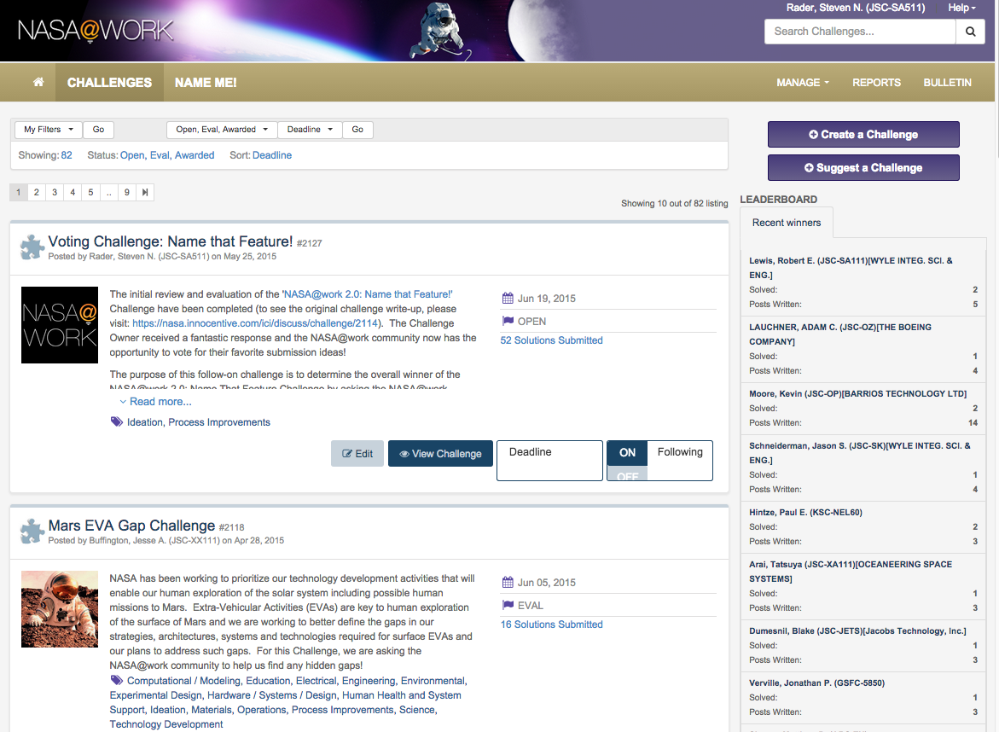 NASA@WORK
Rader, Steven N. (JSC-SA511) Help
Search Challenges...
CHALLENGES NAME ME! MANAGE REPORTS BULLETIN
My Filters Go Open, Eval, Awarded Deadline Go
Showing: 82 Status: Open, Eval, Awarded Sort: Deadline
1 2 3 4 5 .. 9
Showing 10 out of 82 listing
Voting Challenge: Name that Feature! #2127
Posted by Rader, Steven N. (JSC-SA511) on May 25, 2015
NASA@
WORK
The initial review and evaluation of the 'NASA@work 2.0: Name that Feature!'
Challenge have been completed (to see the original challenge write-up, please
visit: https://nasa.innocentive.com/ici/discuss/challenge/2114).  The Challenge
Owner received a fantastic response and the NASA@work community now has the
opportunity to vote for their favorite submission ideas!
The purpose of this follow-on challenge is to determine the overall winner of the
NASA@work 2.0: Name That Feature Challenge by asking the NASA@work
Read more...
Ideation, Process Improvements
Jun 19, 2015
OPEN
52 Solutions Submitted
Edit View Challenge Deadline ON Following
OFF
Mars EVA Gap Challenge #2118
Posted by Buffington, Jesse A. (JSC-XX111) on Apr 28, 2015
NASA has been working to prioritize our technology development activities that will
enable our human exploration of the solar system including possible human
missions to Mars.  Extra-Vehicular Activities (EVAs) are key to human exploration
of the surface of Mars and we are working to better define the gaps in our
strategies, architectures, systems and technologies required for surface EVAs and
our plans to address such gaps.  For this Challenge, we are asking the
NASA@work community to help us find any hidden gaps!
Computational / Modeling, Education, Electrical, Engineering, Environmental,
Experimental Design, Hardware / Systems / Design, Human Health and System
Support, Ideation, Materials, Operations, Process Improvements, Science,
Technology Development
Jun 05, 2015
EVAL
16 Solutions Submitted
Create a Challenge
Suggest a Challenge
LEADERBOARD
Recent winners
Lewis, Robert E. (JSC-SA111)[WYLE INTEG. SCI. &
ENG.]
Solved: 2
Posts Written: 5
LAUCHNER, ADAM C. (JSC-OZ)[THE BOEING
COMPANY]
Solved: 1
Posts Written: 4
Moore, Kevin (JSC-OP)[BARRIOS TECHNOLOGY LTD]
Solved: 2
Posts Written: 14
Schneiderman, Jason S. (JSC-SK)[WYLE INTEG. SCI. &
ENG.]
Solved: 1
Posts Written: 4
Hintze, Paul E. (KSC-NEL60)
Solved: 2
Posts Written: 3
Arai, Tatsuya (JSC-XA111)[OCEANEERING SPACE
SYSTEMS]
Solved: 1
Posts Written: 3
Dumesnil, Blake (JSC-JETS)[Jacobs Technology, Inc.]
Solved: 1
Posts Written: 3
Verville, Jonathan P. (GSFC-5850)
Solved: 1
Posts Written: 3